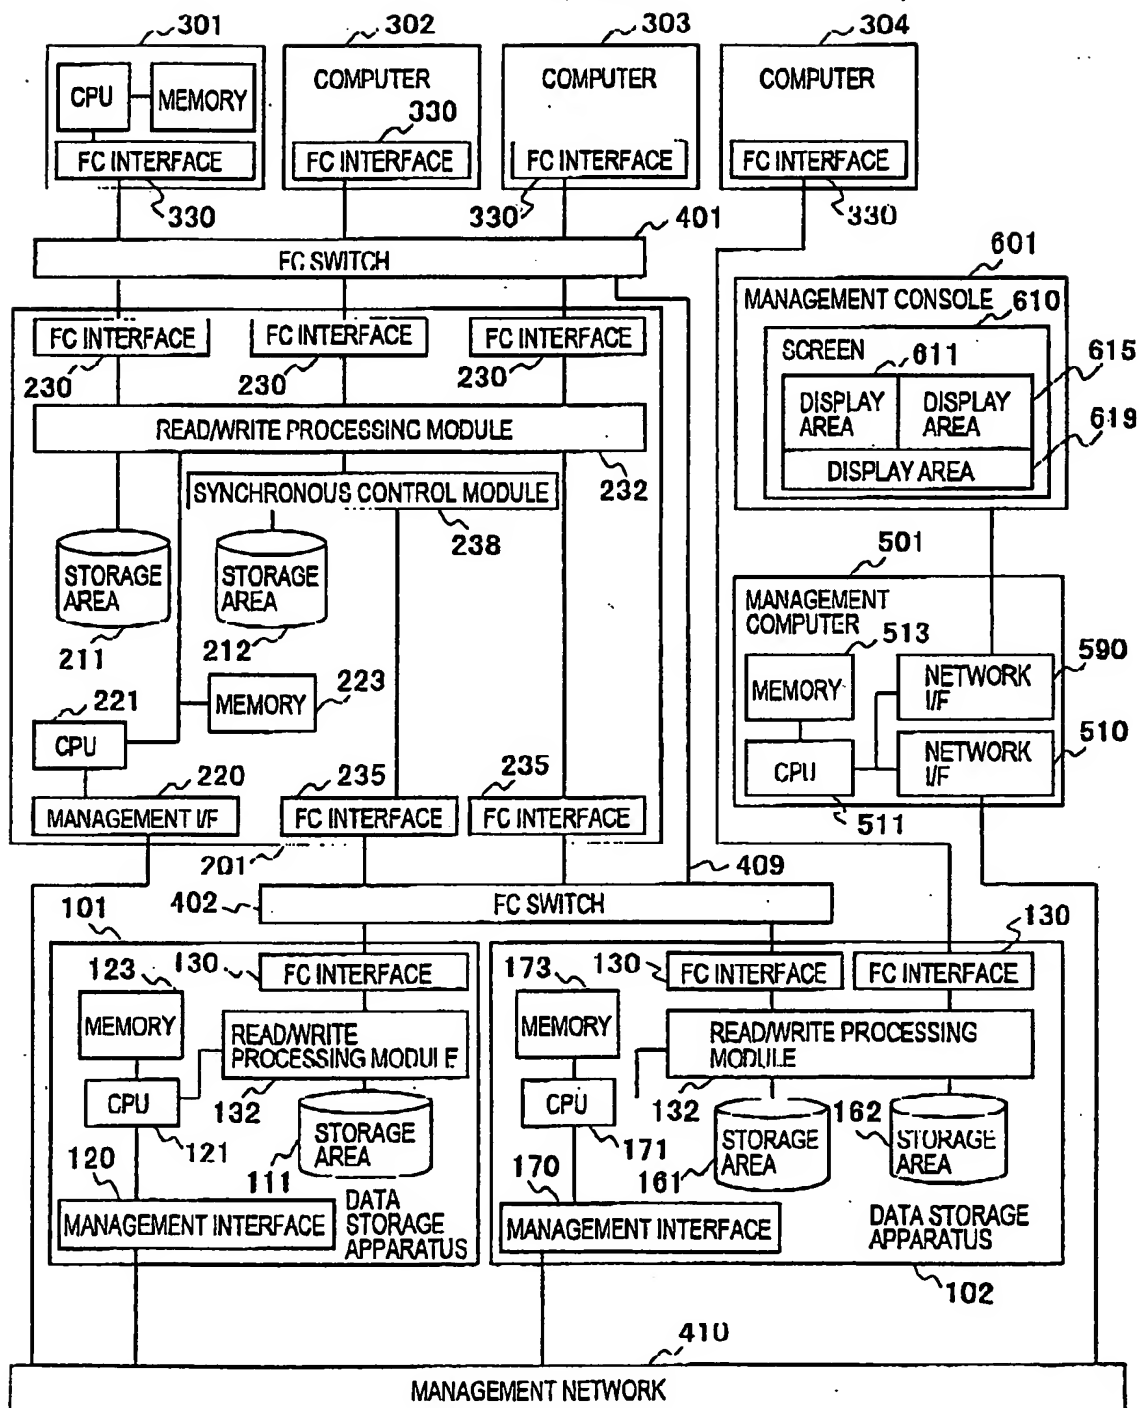 301
302
303
304
CPU
MEMORY
COMPUTER
COMPUTER
COMPUTER
330
FC INTERFACE
FC INTERFACE
FC INTERFACE
FC INTERFACE
330
330
330
401
FC SWITCH
601
MANAGEMENT CONSOLE
610
SCREEN
611
615
DISPLAY
AREA
DISPLAY
AREA
619
DISPLAY AREA
FC INTERFACE
FC INTERFACE
FC INTERFACE
230
230
230
READ/WRITE PROCESSING MODULE
232
SYNCHRONOUS CONTROL MODULE
238
STORAGE
AREA
211
STORAGE
AREA
212
501
MANAGEMENT
COMPUTER
513
MEMORY
NETWORK
I/F
590
CPU
511
NETWORK
I/F
510
221
CPU
MEMORY
223
220
MANAGEMENT I/F
235
FC INTERFACE
235
FC INTERFACE
201
409
402
FC SWITCH
101
123
130
FC INTERFACE
MEMORY
READ/WRITE
PROCESSING MODULE
CPU
132
121
STORAGE
AREA
111
120
MANAGEMENT INTERFACE
DATA
STORAGE
APPARATUS
173
130
FC INTERFACE
FC INTERFACE
130
MEMORY
READ/WRITE PROCESSING
MODULE
CPU
132
171
STORAGE
AREA
161
162
STORAGE
AREA
170
MANAGEMENT INTERFACE
DATA STORAGE
APPARATUS
102
410
MANAGEMENT NETWORK